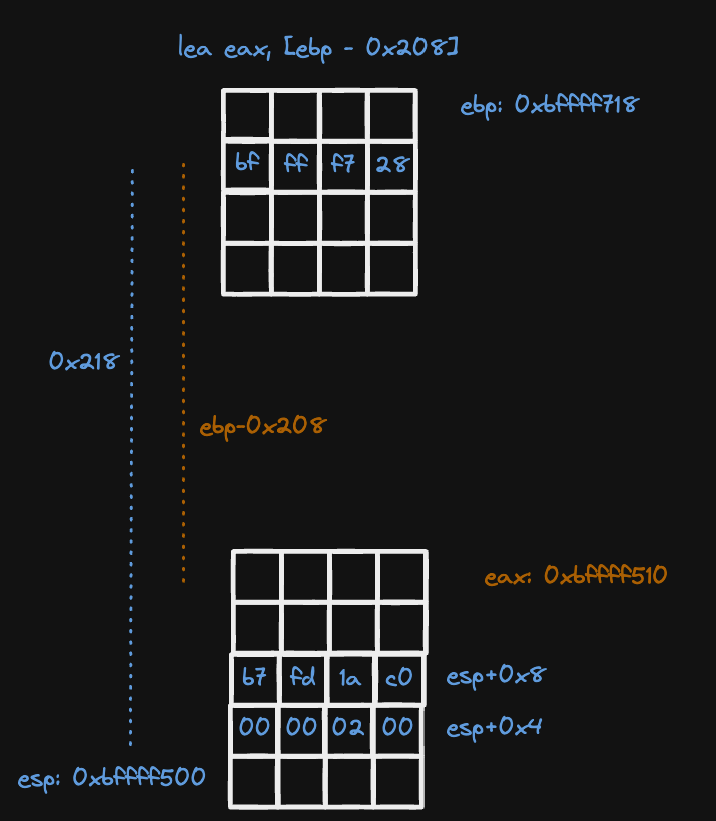 lea eax, [ebp - 0x208]
ebp: 0xbffff718
bf ff f7 28
0x218
ebp-0x208
eax: 0xbffff510
b7 fd 1a c0 esp+0x8
00 00 02 00 esp+0x4
esp: 0xbffff500